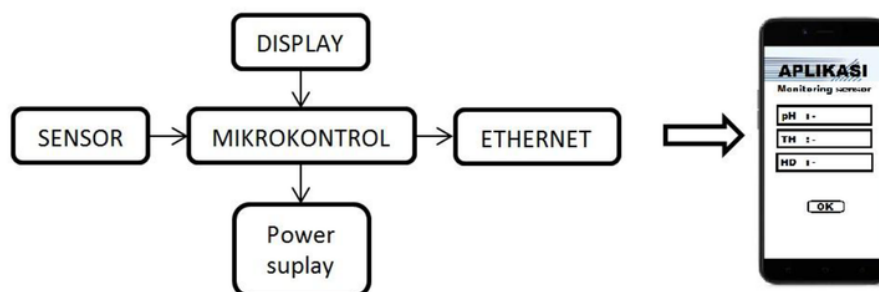 DISPLAY
SENSOR
MIKROKONTROL
ETHERNET
Power
suplay
APLIKASI
Monitoring sensor
pH : -
TH : -
HD : -
OK